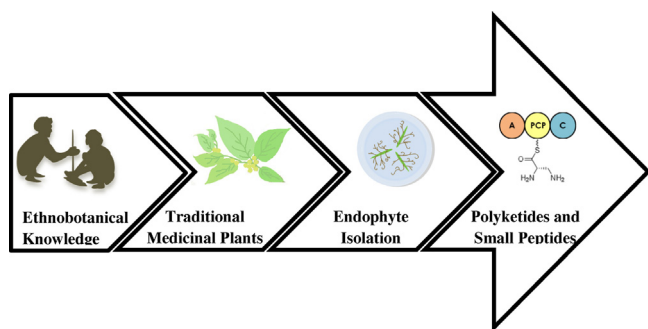 A PCP C
S
O
H₂N NH₂
Ethnobotanical
Knowledge
Traditional
Medicinal Plants
Endophyte
Isolation
Polyketides and
Small Peptides